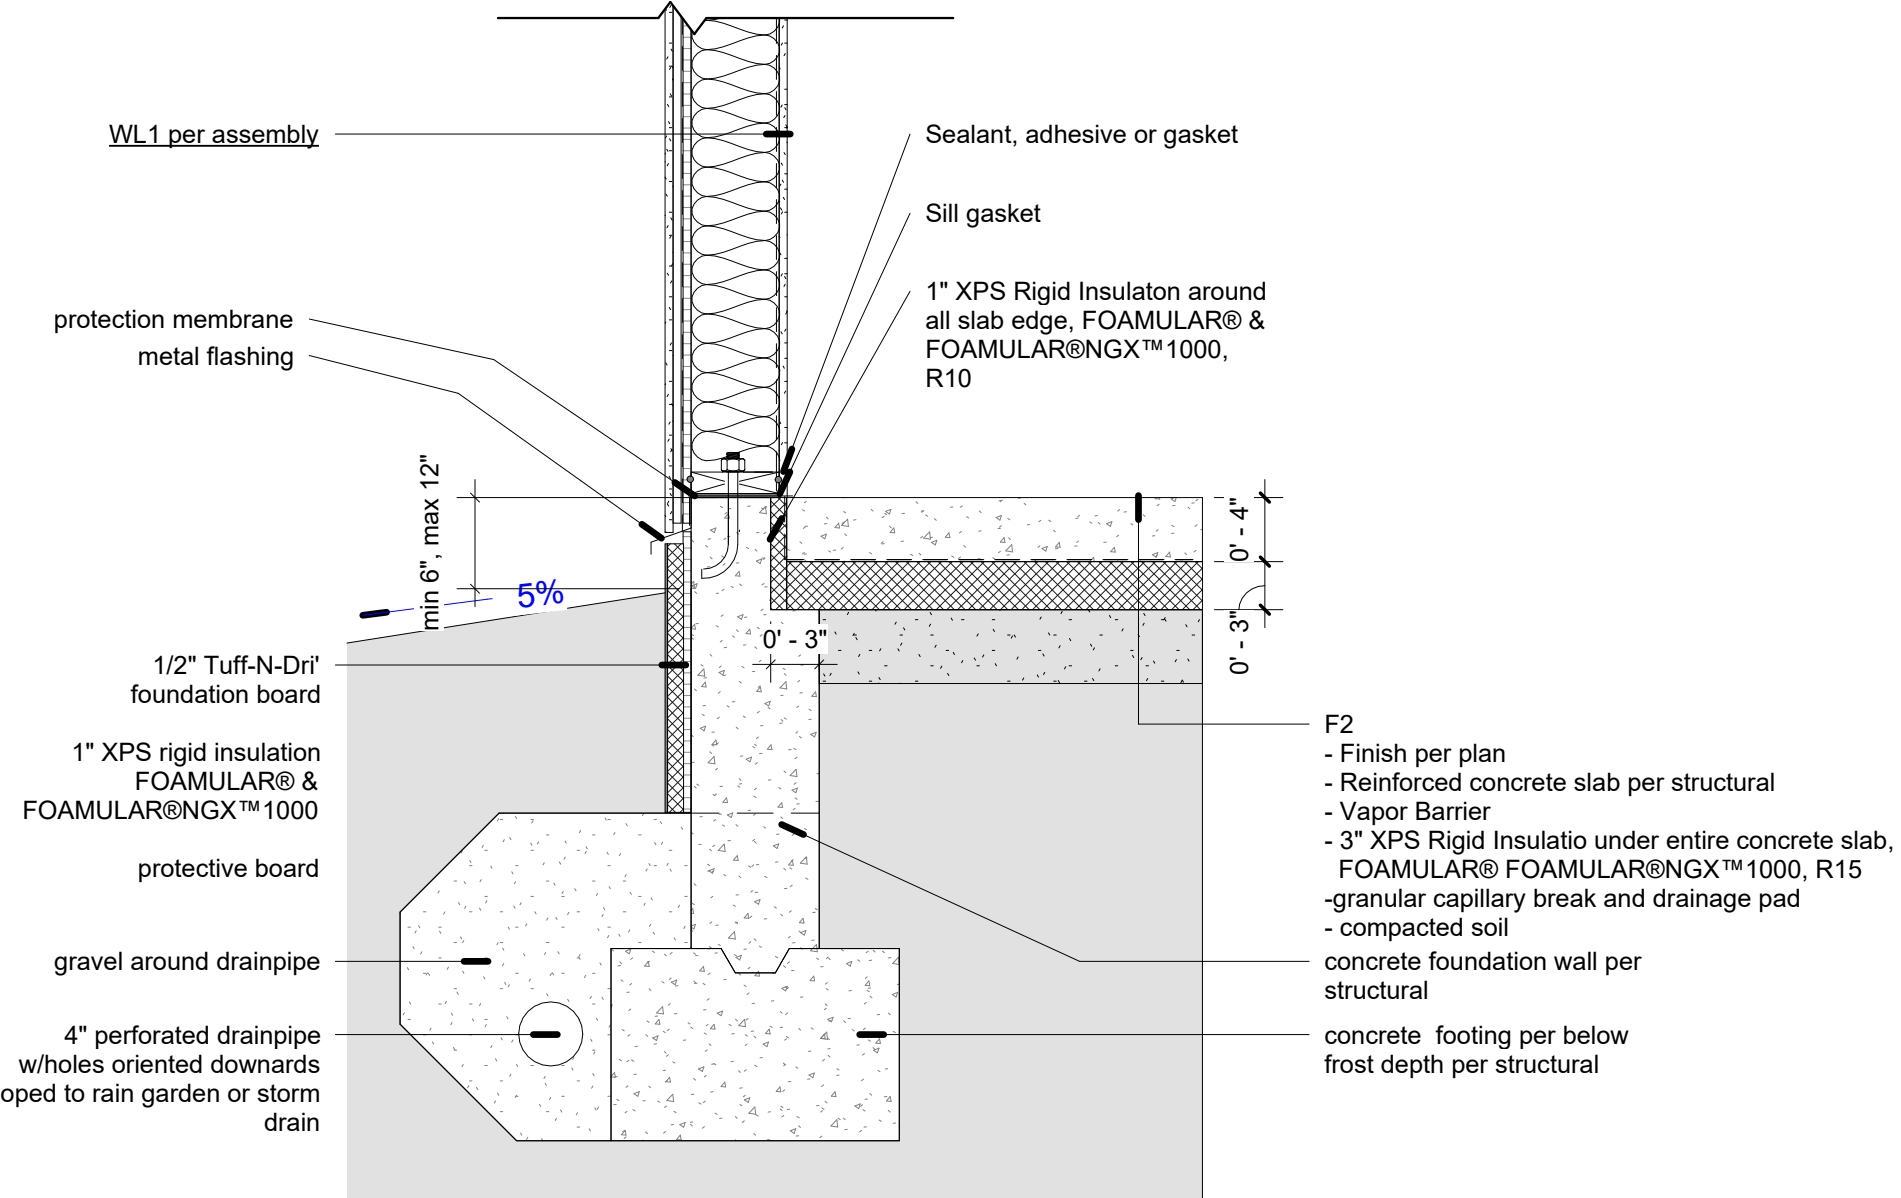 WL1 per assembly
Sealant, adhesive or gasket
Sill gasket
1" XPS Rigid Insulaton around
all slab edge, FOAMULAR® &
FOAMULAR®NGX™1000,
R10
protection membrane
metal flashing
min 6", max 12"
5%
0' - 4"
0' - 3"
0' - 3"
1/2" Tuff-N-Dri'
foundation board
1" XPS rigid insulation
FOAMULAR® &
FOAMULAR®NGX™1000
protective board
gravel around drainpipe
4" perforated drainpipe
w/holes oriented downards
oped to rain garden or storm
drain
F2
- Finish per plan
- Reinforced concrete slab per structural
- Vapor Barrier
- 3" XPS Rigid Insulatio under entire concrete slab,
FOAMULAR® FOAMULAR®NGX™1000, R15
-granular capillary break and drainage pad
- compacted soil
concrete foundation wall per
structural
concrete  footing per below
frost depth per structural